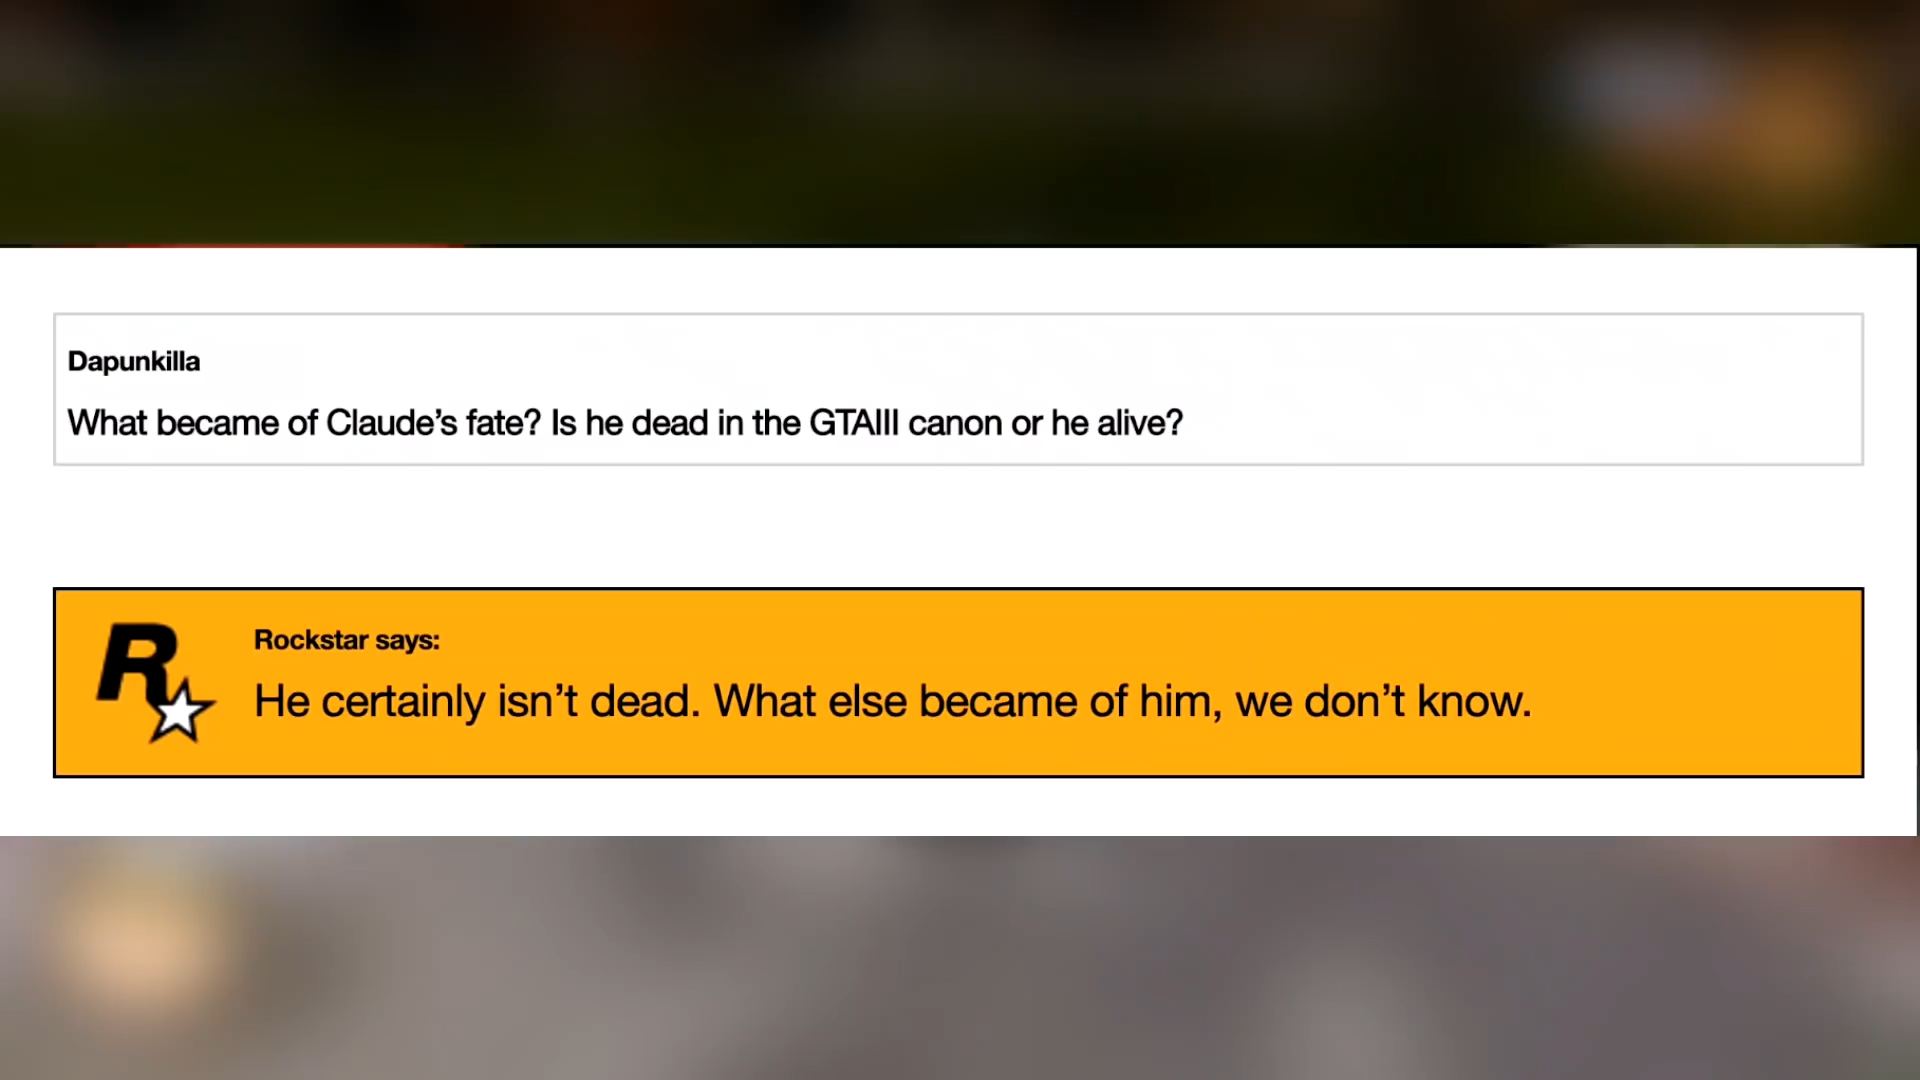 Dapunkilla
What became of Claude’s fate? Is he dead in the GTAIII canon or he alive?
R
Rockstar says:
He certainly isn’t dead. What else became of him, we don’t know.